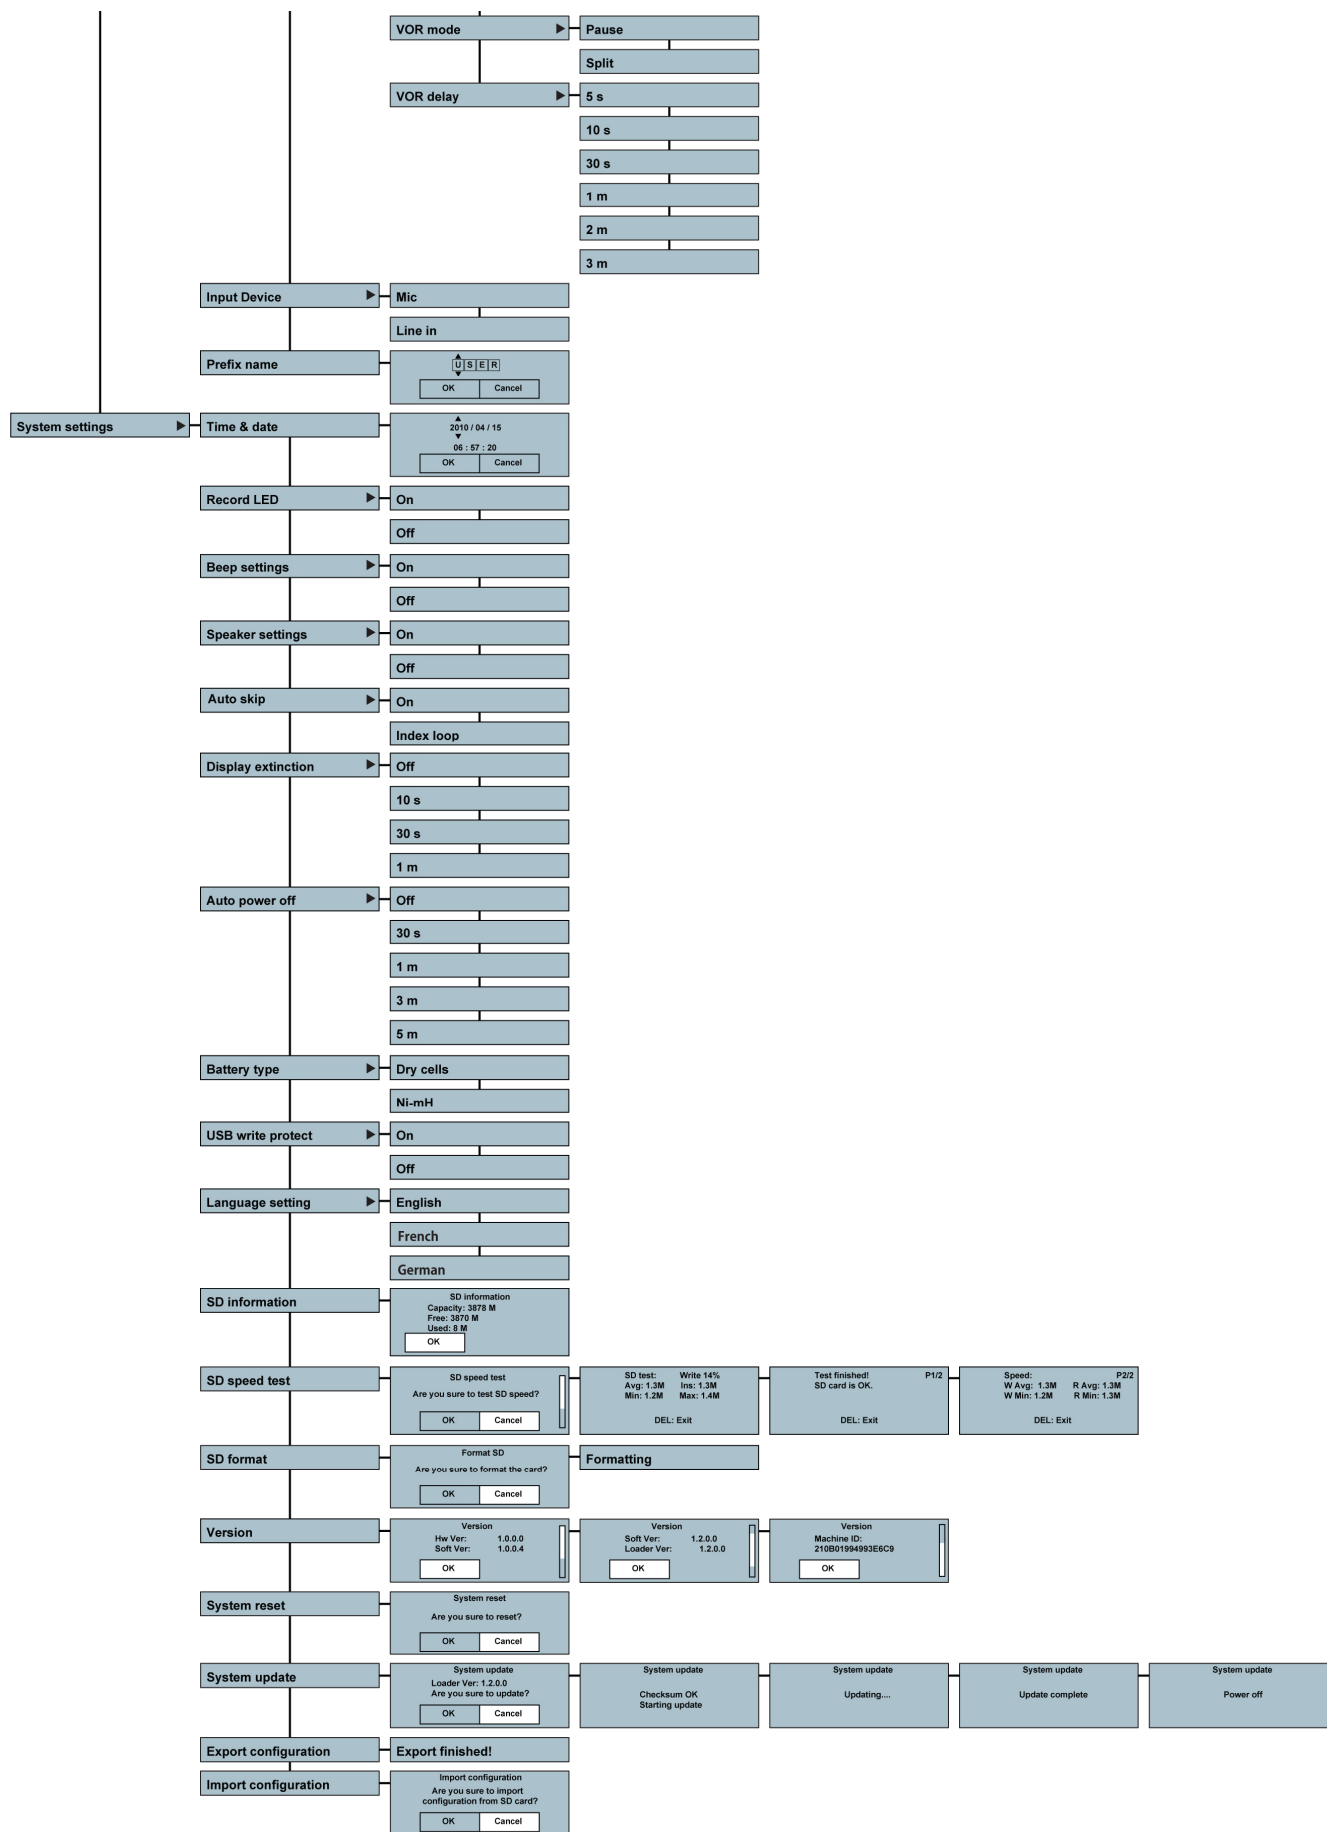 VOR mode
Pause
Split
VOR delay
5 s
10 s
30 s
1 m
2 m
3 m
Input Device
Mic
Line in
Prefix name
U S E R
OK Cancel
System settings
Time & date
2010 / 04 / 15
06 : 57 : 20
OK Cancel
Record LED
On
Off
Beep settings
On
Off
Speaker settings
On
Off
Auto skip
On
Index loop
Display extinction
Off
10 s
30 s
1 m
Auto power off
Off
30 s
1 m
3 m
5 m
Battery type
Dry cells
Ni-mH
USB write protect
On
Off
Language setting
English
French
German
SD information
SD information
Capacity: 3878 M
Free: 3870 M
Used: 8 M
OK
SD speed test
SD speed test
Are you sure to test SD speed?
OK Cancel
SD test: Write 14%
Avg: 1.3M Ins: 1.3M
Min: 1.2M Max: 1.4M
DEL: Exit
Test finished! P1/2
SD card is OK.
DEL: Exit
Speed: P2/2
W Avg: 1.3M R Avg: 1.3M
W Min: 1.2M R Min: 1.3M
DEL: Exit
SD format
Format SD
Are you sure to format the card?
OK Cancel
Formatting
Version
Version
Hw Ver: 1.0.0.0
Soft Ver: 1.0.0.4
OK
Version
Soft Ver: 1.2.0.0
Loader Ver: 1.2.0.0
OK
Version
Machine ID:
210B01994993E6C9
OK
System reset
System reset
Are you sure to reset?
OK Cancel
System update
System update
Loader Ver: 1.2.0.0
Are you sure to update?
OK Cancel
System update
Checksum OK
Starting update
System update
Updating....
System update
Update complete
System update
Power off
Export configuration
Export finished!
Import configuration
Import configuration
Are you sure to import
configuration from SD card?
OK Cancel